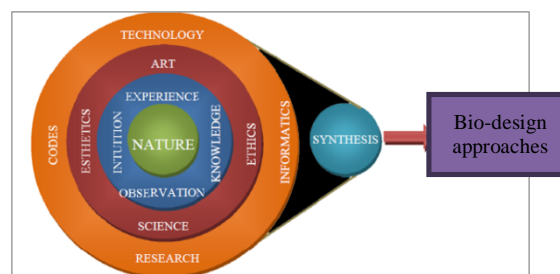 TECHNOLOGY
ART
EXPERIENCE
CODES
ESTHETICS
INTUITION
NATURE
KNOWLEDGE
ETHICS
INFORMATICS
OBSERVATION
SCIENCE
RESEARCH
SYNTHESIS
Bio-design
approaches